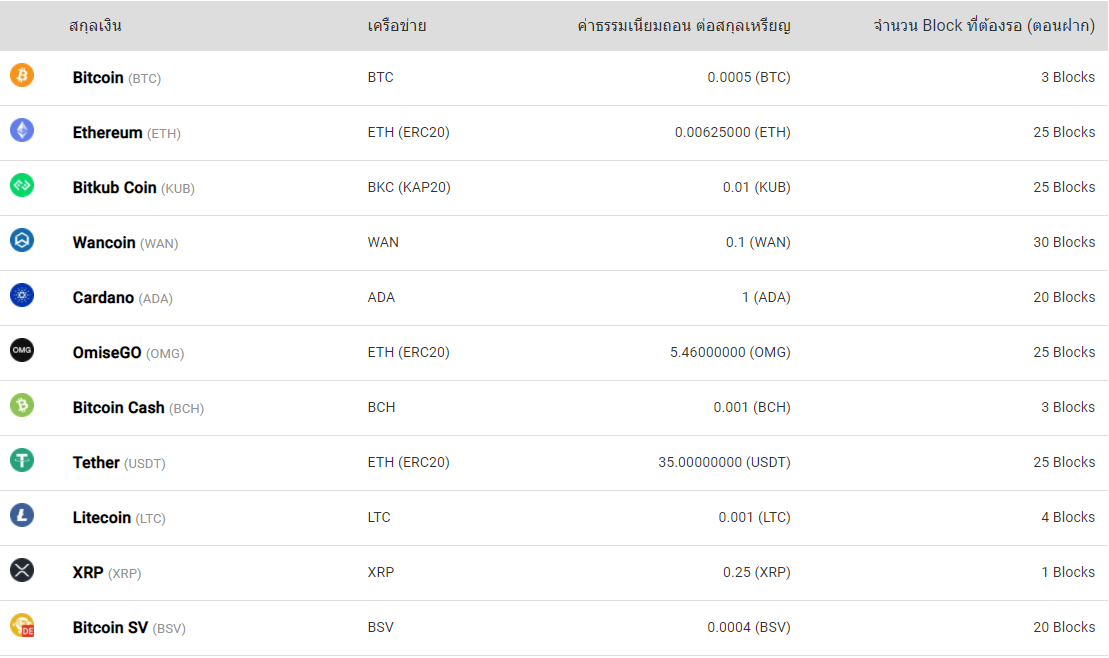 สกุลเงิน เครือข่าย ค่าธรรมเนียมถอน ต่อสกุลเหรียญ จำนวน Block ที่ต้องรอ (ตอนฝาก)
Bitcoin (BTC) BTC 0.0005 (BTC) 3 Blocks
Ethereum (ETH) ETH (ERC20) 0.00625000 (ETH) 25 Blocks
Bitkub Coin (KUB) BKC (KAP20) 0.01 (KUB) 25 Blocks
Wancoin (WAN) WAN 0.1 (WAN) 30 Blocks
Cardano (ADA) ADA 1 (ADA) 20 Blocks
OMG OmiseGO (OMG) ETH (ERC20) 5.46000000 (OMG) 25 Blocks
Bitcoin Cash (BCH) BCH 0.001 (BCH) 3 Blocks
Tether (USDT) ETH (ERC20) 35.00000000 (USDT) 25 Blocks
Litecoin (LTC) LTC 0.001 (LTC) 4 Blocks
XRP (XRP) XRP 0.25 (XRP) 1 Blocks
DE Bitcoin SV (BSV) BSV 0.0004 (BSV) 20 Blocks